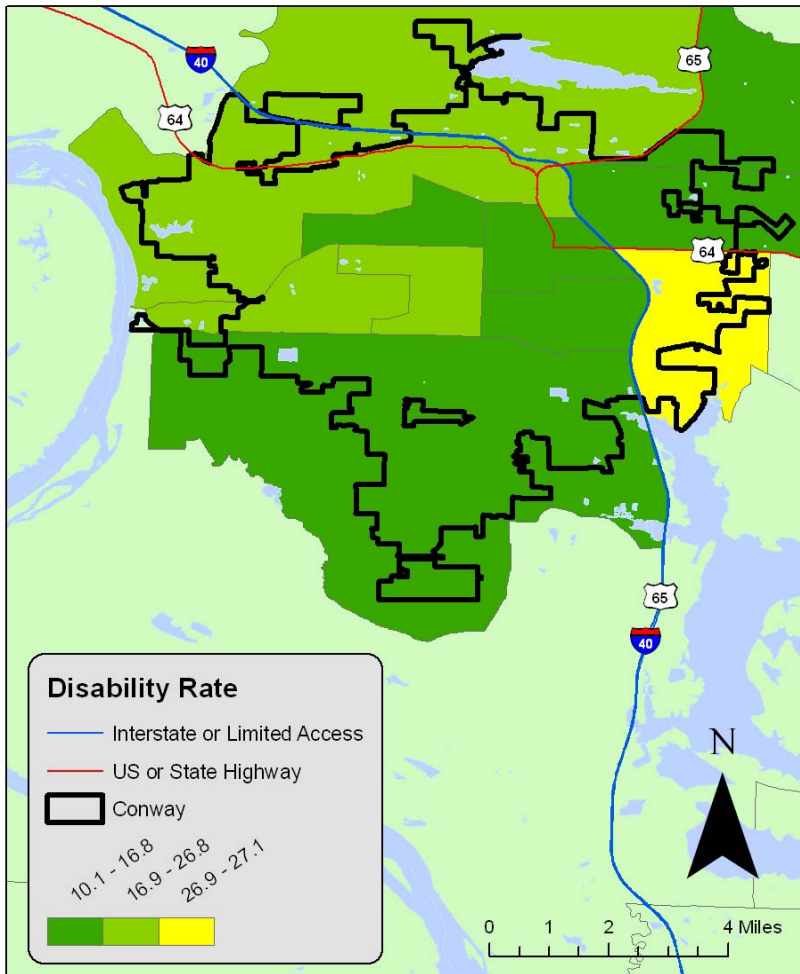 40
65
64
64
65
40
Disability Rate
Interstate or Limited Access
US or State Highway
Conway
10.1 - 16.8
16.9 - 26.8
26.9 - 27.1
N
0 1 2 4 Miles